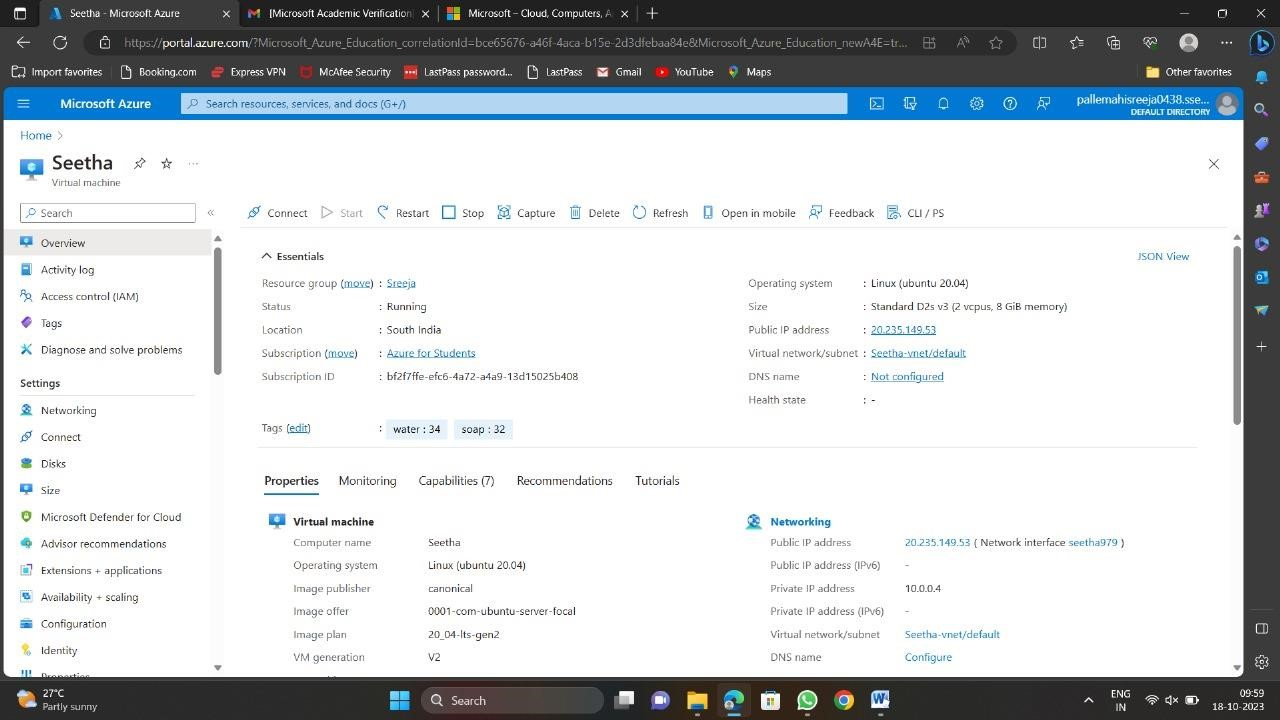 Seetha - Microsoft Azure
[Microsoft Academic Verification]
Microsoft – Cloud, Computers, A
https://portal.azure.com/?Microsoft_Azure_Education_correlationId=bce65676-a46f-4aca-b15e-2d3dfebaa84e&Microsoft_Azure_Education_newA4E=tr...
Import favorites
Booking.com
Express VPN
McAfee Security
LastPass password...
LastPass
Gmail
YouTube
Maps
Other favorites
Microsoft Azure
Search resources, services, and docs (G+/)
pallemahisreeja0438.sse...
DEFAULT DIRECTORY
Home >
Seetha
Virtual machine
Search
Connect
Start
Restart
Stop
Capture
Delete
Refresh
Open in mobile
Feedback
CLI / PS
Overview
Activity log
Access control (IAM)
Tags
Diagnose and solve problems
Settings
Networking
Connect
Disks
Size
Microsoft Defender for Cloud
Advisor recommendations
Extensions + applications
Availability + scaling
Configuration
Identity
Properties
Essentials
JSON View
Resource group (move) : Sreeja
Status : Running
Location : South India
Subscription (move) : Azure for Students
Subscription ID : bf2f7ffe-efc6-4a72-a4a9-13d15025b408
Operating system : Linux (ubuntu 20.04)
Size : Standard D2s v3 (2 vcpus, 8 GiB memory)
Public IP address : 20.235.149.53
Virtual network/subnet : Seetha-vnet/default
DNS name : Not configured
Health state : -
Tags (edit) : water : 34 soap : 32
Properties
Monitoring
Capabilities (7)
Recommendations
Tutorials
Virtual machine
Computer name Seetha
Operating system Linux (ubuntu 20.04)
Image publisher canonical
Image offer 0001-com-ubuntu-server-focal
Image plan 20_04-lts-gen2
VM generation V2
Networking
Public IP address 20.235.149.53 ( Network interface seetha979 )
Public IP address (IPv6) -
Private IP address 10.0.0.4
Private IP address (IPv6) -
Virtual network/subnet Seetha-vnet/default
DNS name Configure
27°C
Partly sunny
Search
ENG
IN
09:59
18-10-2023